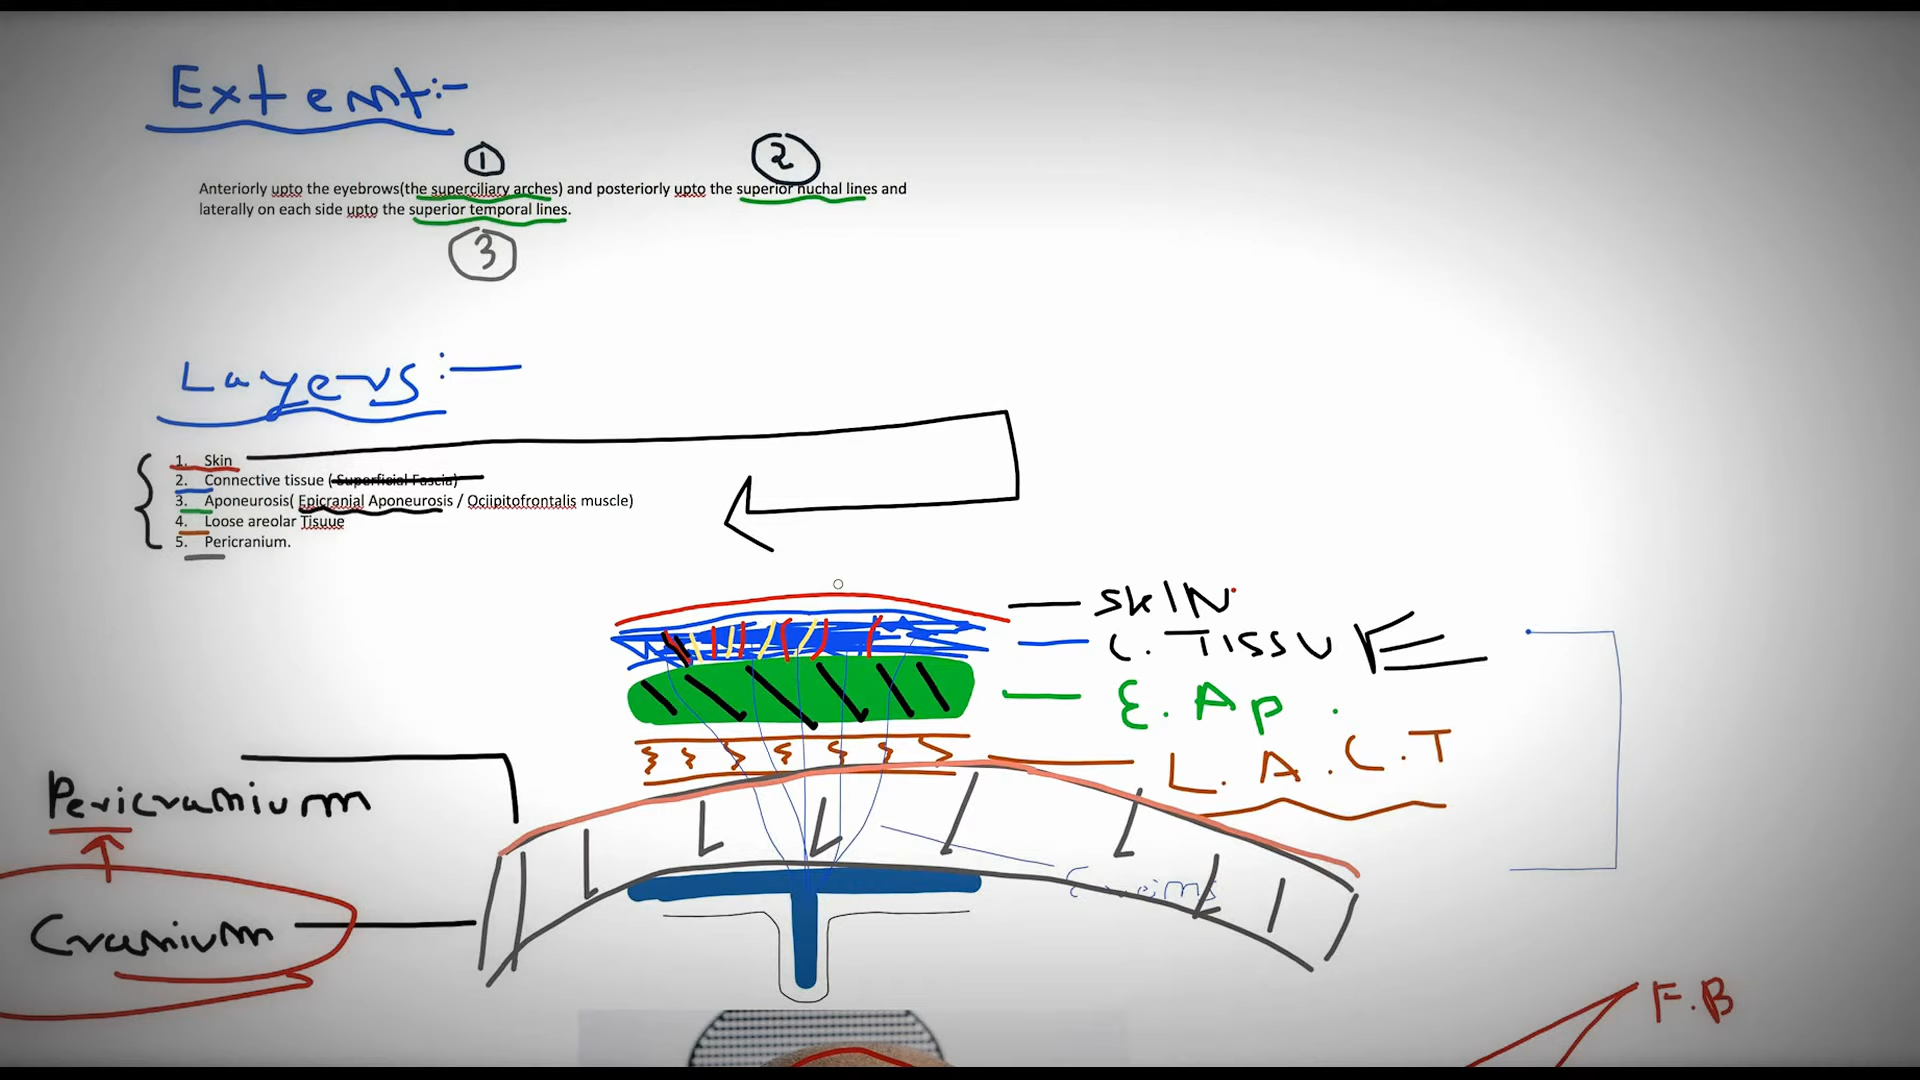 Extent:-
1
2
Anteriorly upto the eyebrows(the superciliary arches) and posteriorly upto the superior nuchal lines and
laterally on each side upto the superior temporal lines.
3
Layers:-
1. Skin
2. Connective tissue ( Superficial Fascia)
3. Aponeurosis( Epicranial Aponeurosis / Ociipitofrontalis muscle)
4. Loose areolar Tisuue
5. Pericranium.
SKIN
C. TISSU
E. Ap.
L. A. C. T
Pericranium
Cranium
F.B